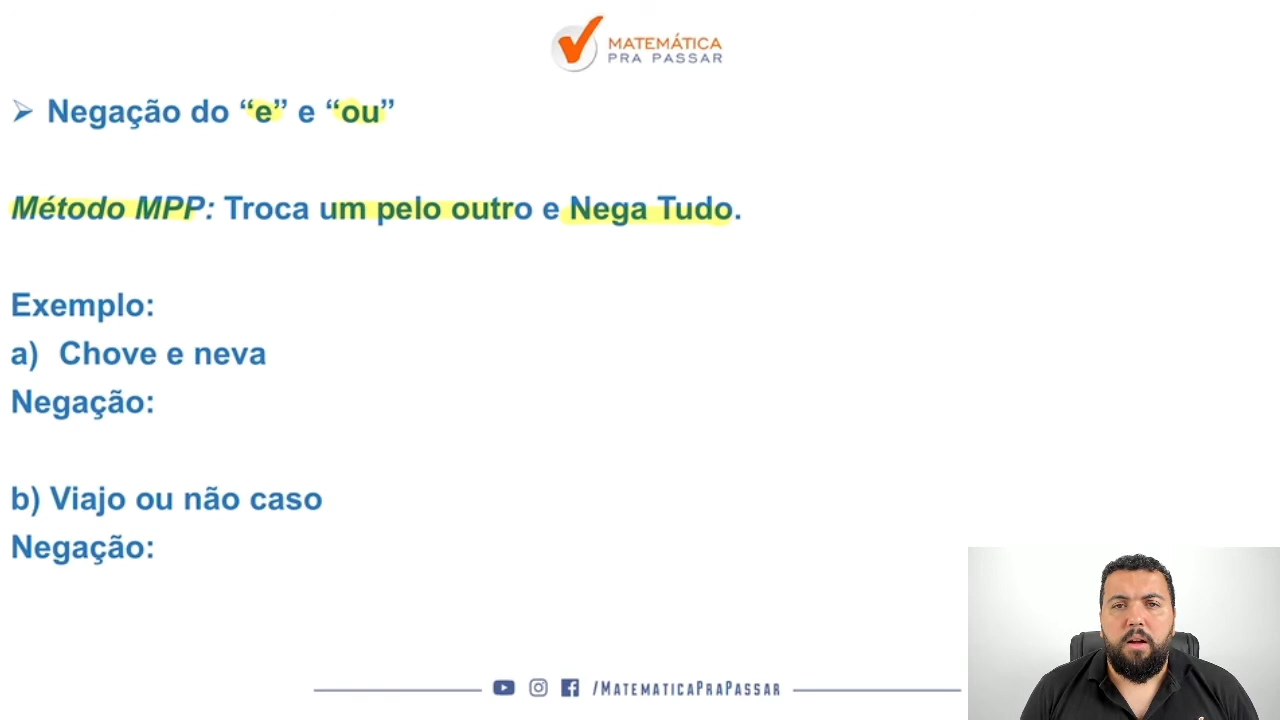 MATEMÁTICA
PRA PASSAR
Negação do “e” e “ou”
Método MPP: Troca um pelo outro e Nega Tudo.
Exemplo:
a) Chove e neva
Negação:
b) Viajo ou não caso
Negação:
/MATEMATICAPRAPASSAR